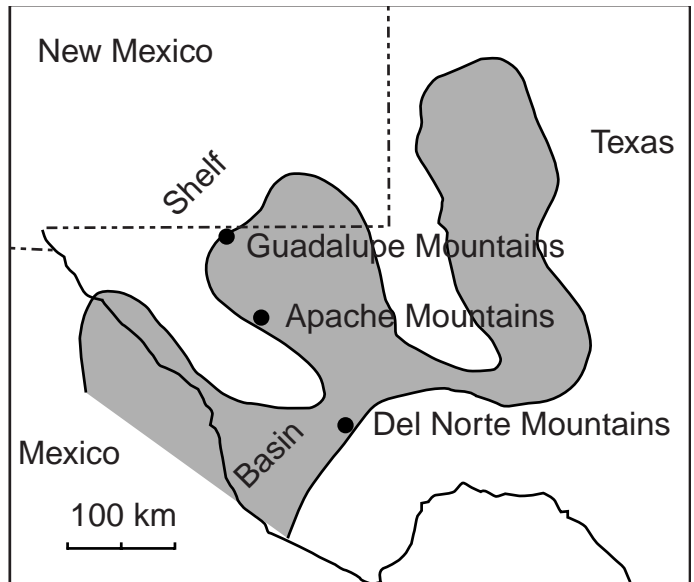 New Mexico
Texas
Shelf
Guadalupe Mountains
Apache Mountains
Del Norte Mountains
Basin
Mexico
100 km